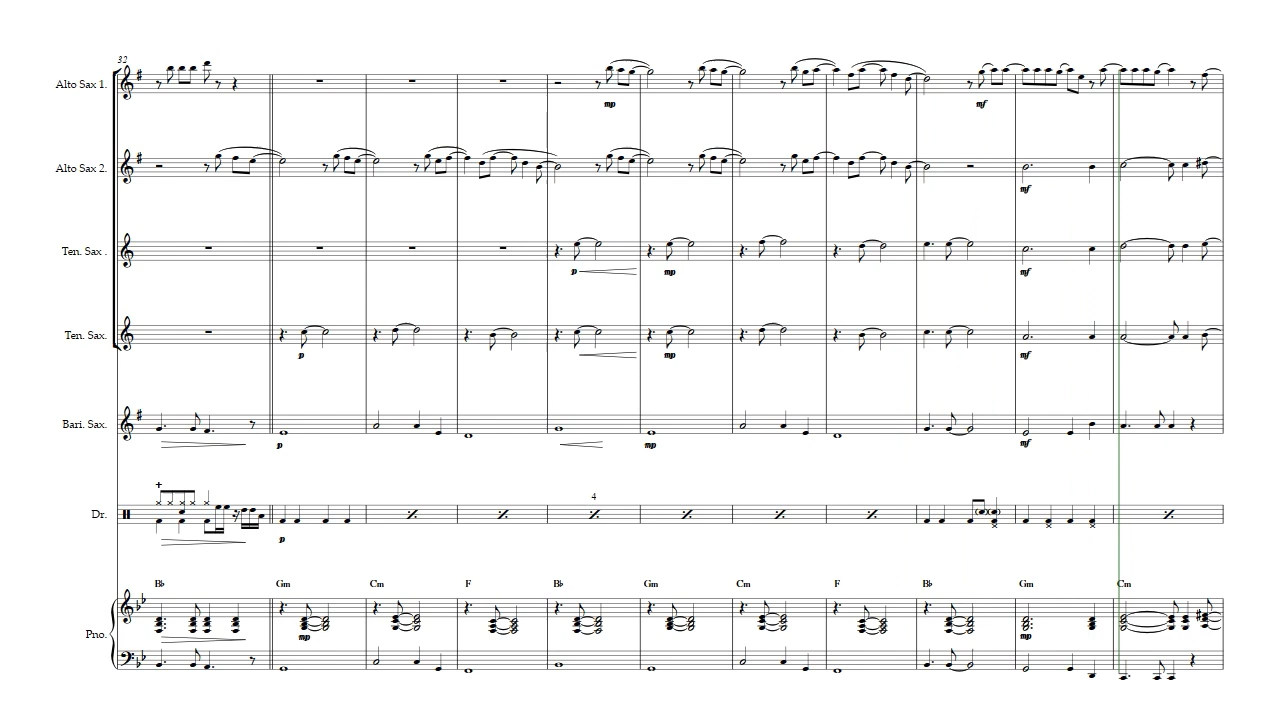 32
Alto Sax 1.
mp
mf
Alto Sax 2.
mf
Ten. Sax .
p mp mf
Ten. Sax.
p mp mf
Bari. Sax.
p mp mf
+
4
Dr.
p
B♭ Gm Cm F B♭ Gm Cm F B♭ Gm Cm
Pno.
mp mp